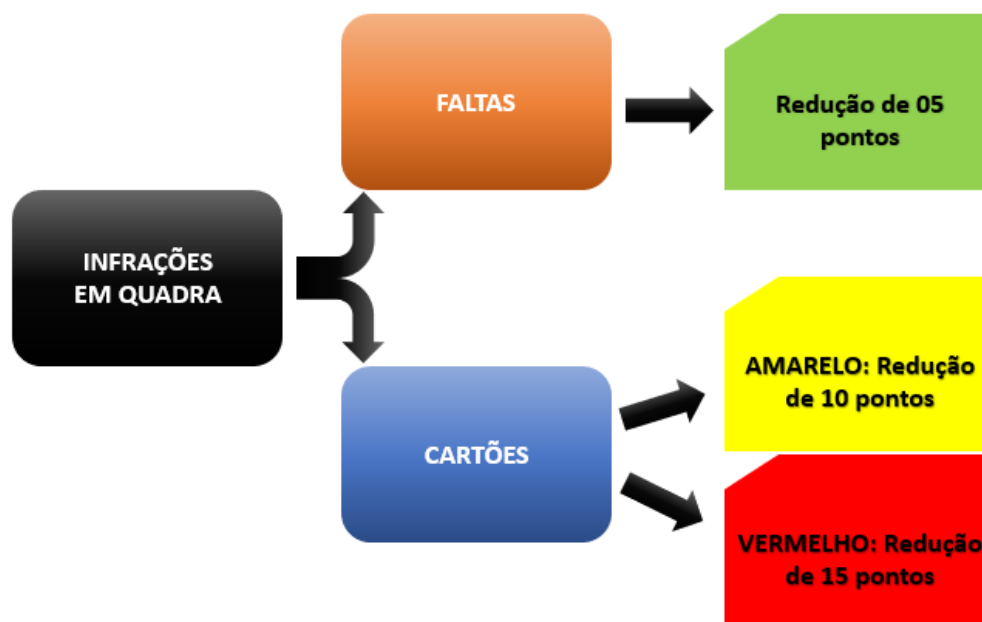 INFRAÇÕES
EM QUADRA
FALTAS
Redução de 05
pontos
CARTÕES
AMARELO: Redução
de 10 pontos
VERMELHO: Redução
de 15 pontos